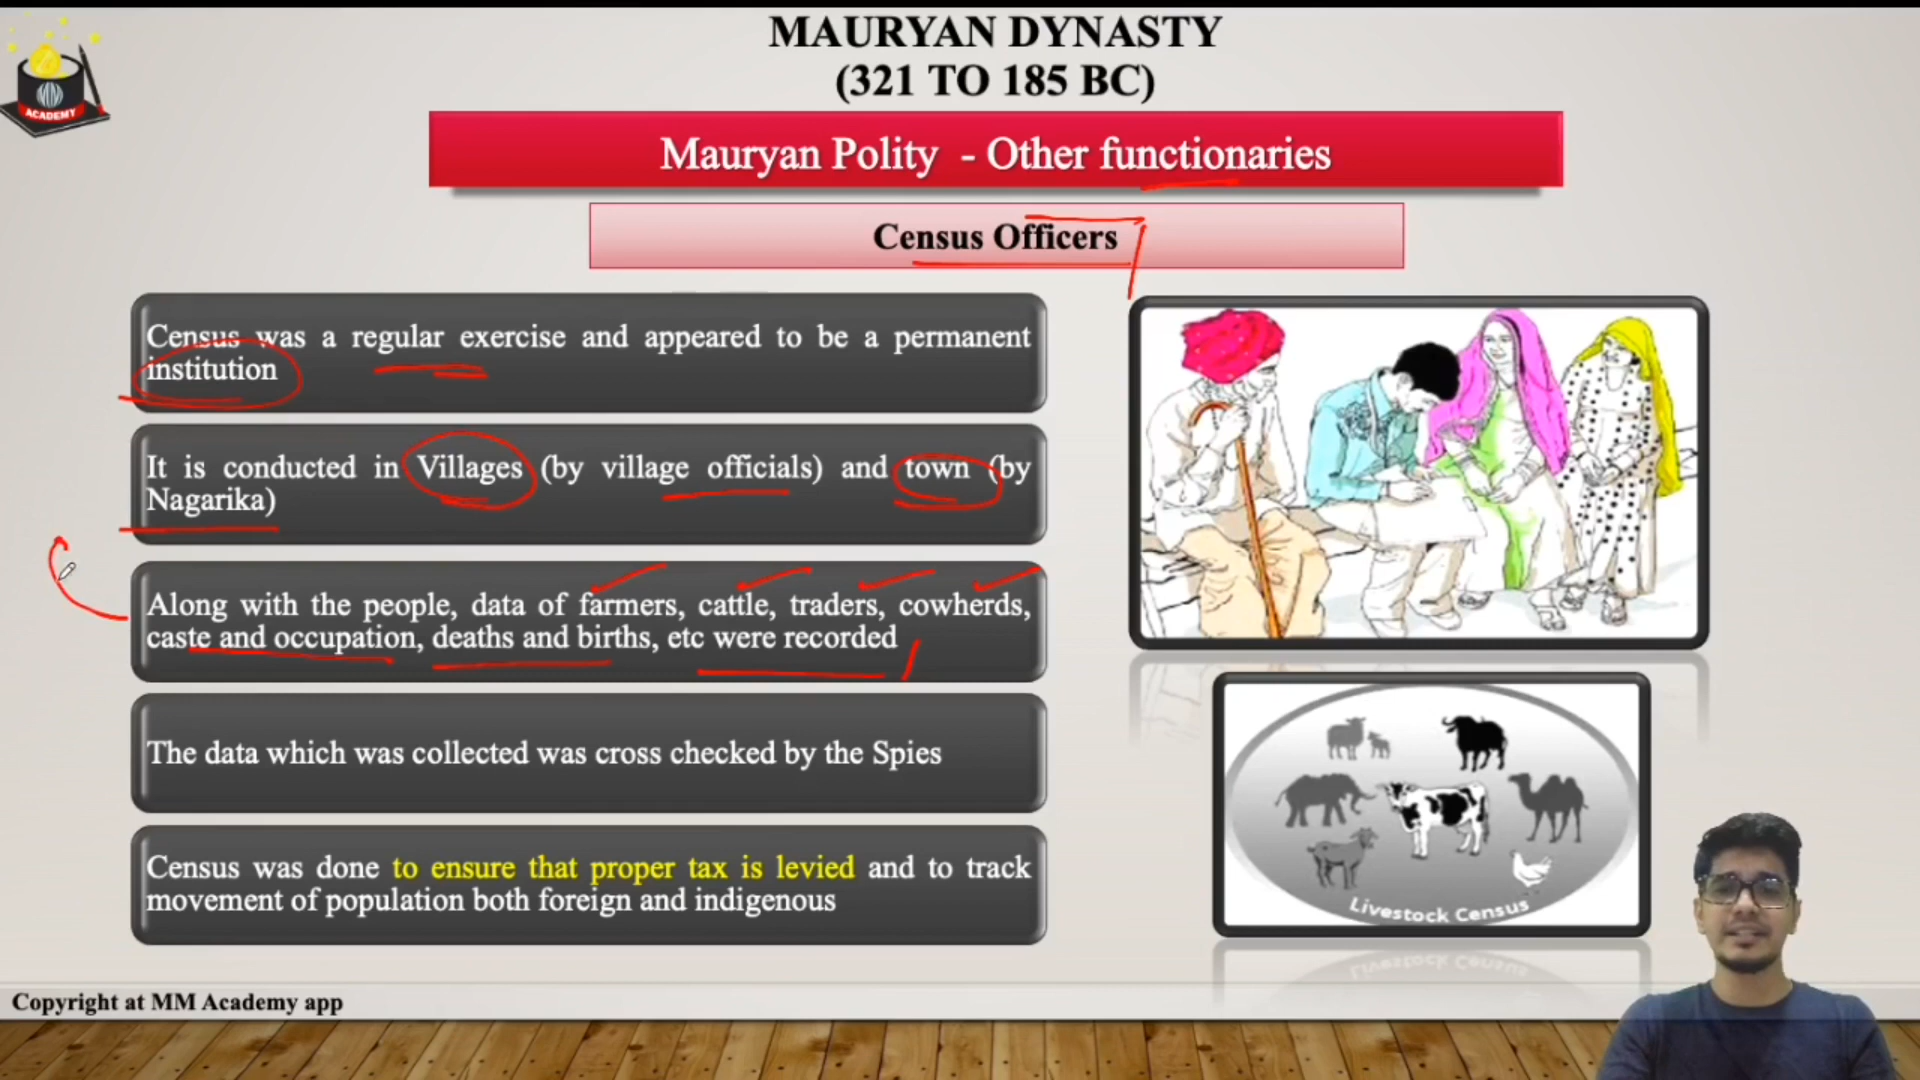 MAURYAN DYNASTY
(321 TO 185 BC)
Mauryan Polity - Other functionaries
Census Officers
Census was a regular exercise and appeared to be a permanent
institution
It is conducted in Villages (by village officials) and town (by
Nagarika)
Along with the people, data of farmers, cattle, traders, cowherds,
caste and occupation, deaths and births, etc were recorded
The data which was collected was cross checked by the Spies
Census was done to ensure that proper tax is levied and to track
movement of population both foreign and indigenous
Livestock Census
ACADEMY
Copyright at MM Academy app